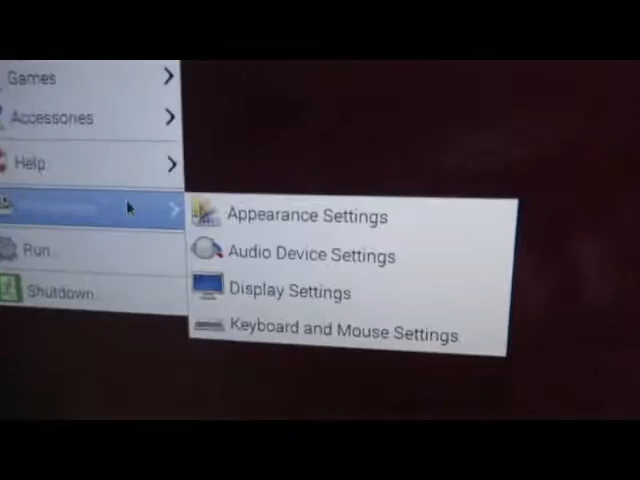 Games
Accessories
Help
Run...
Shutdown...
Appearance Settings
Audio Device Settings
Display Settings
Keyboard and Mouse Settings